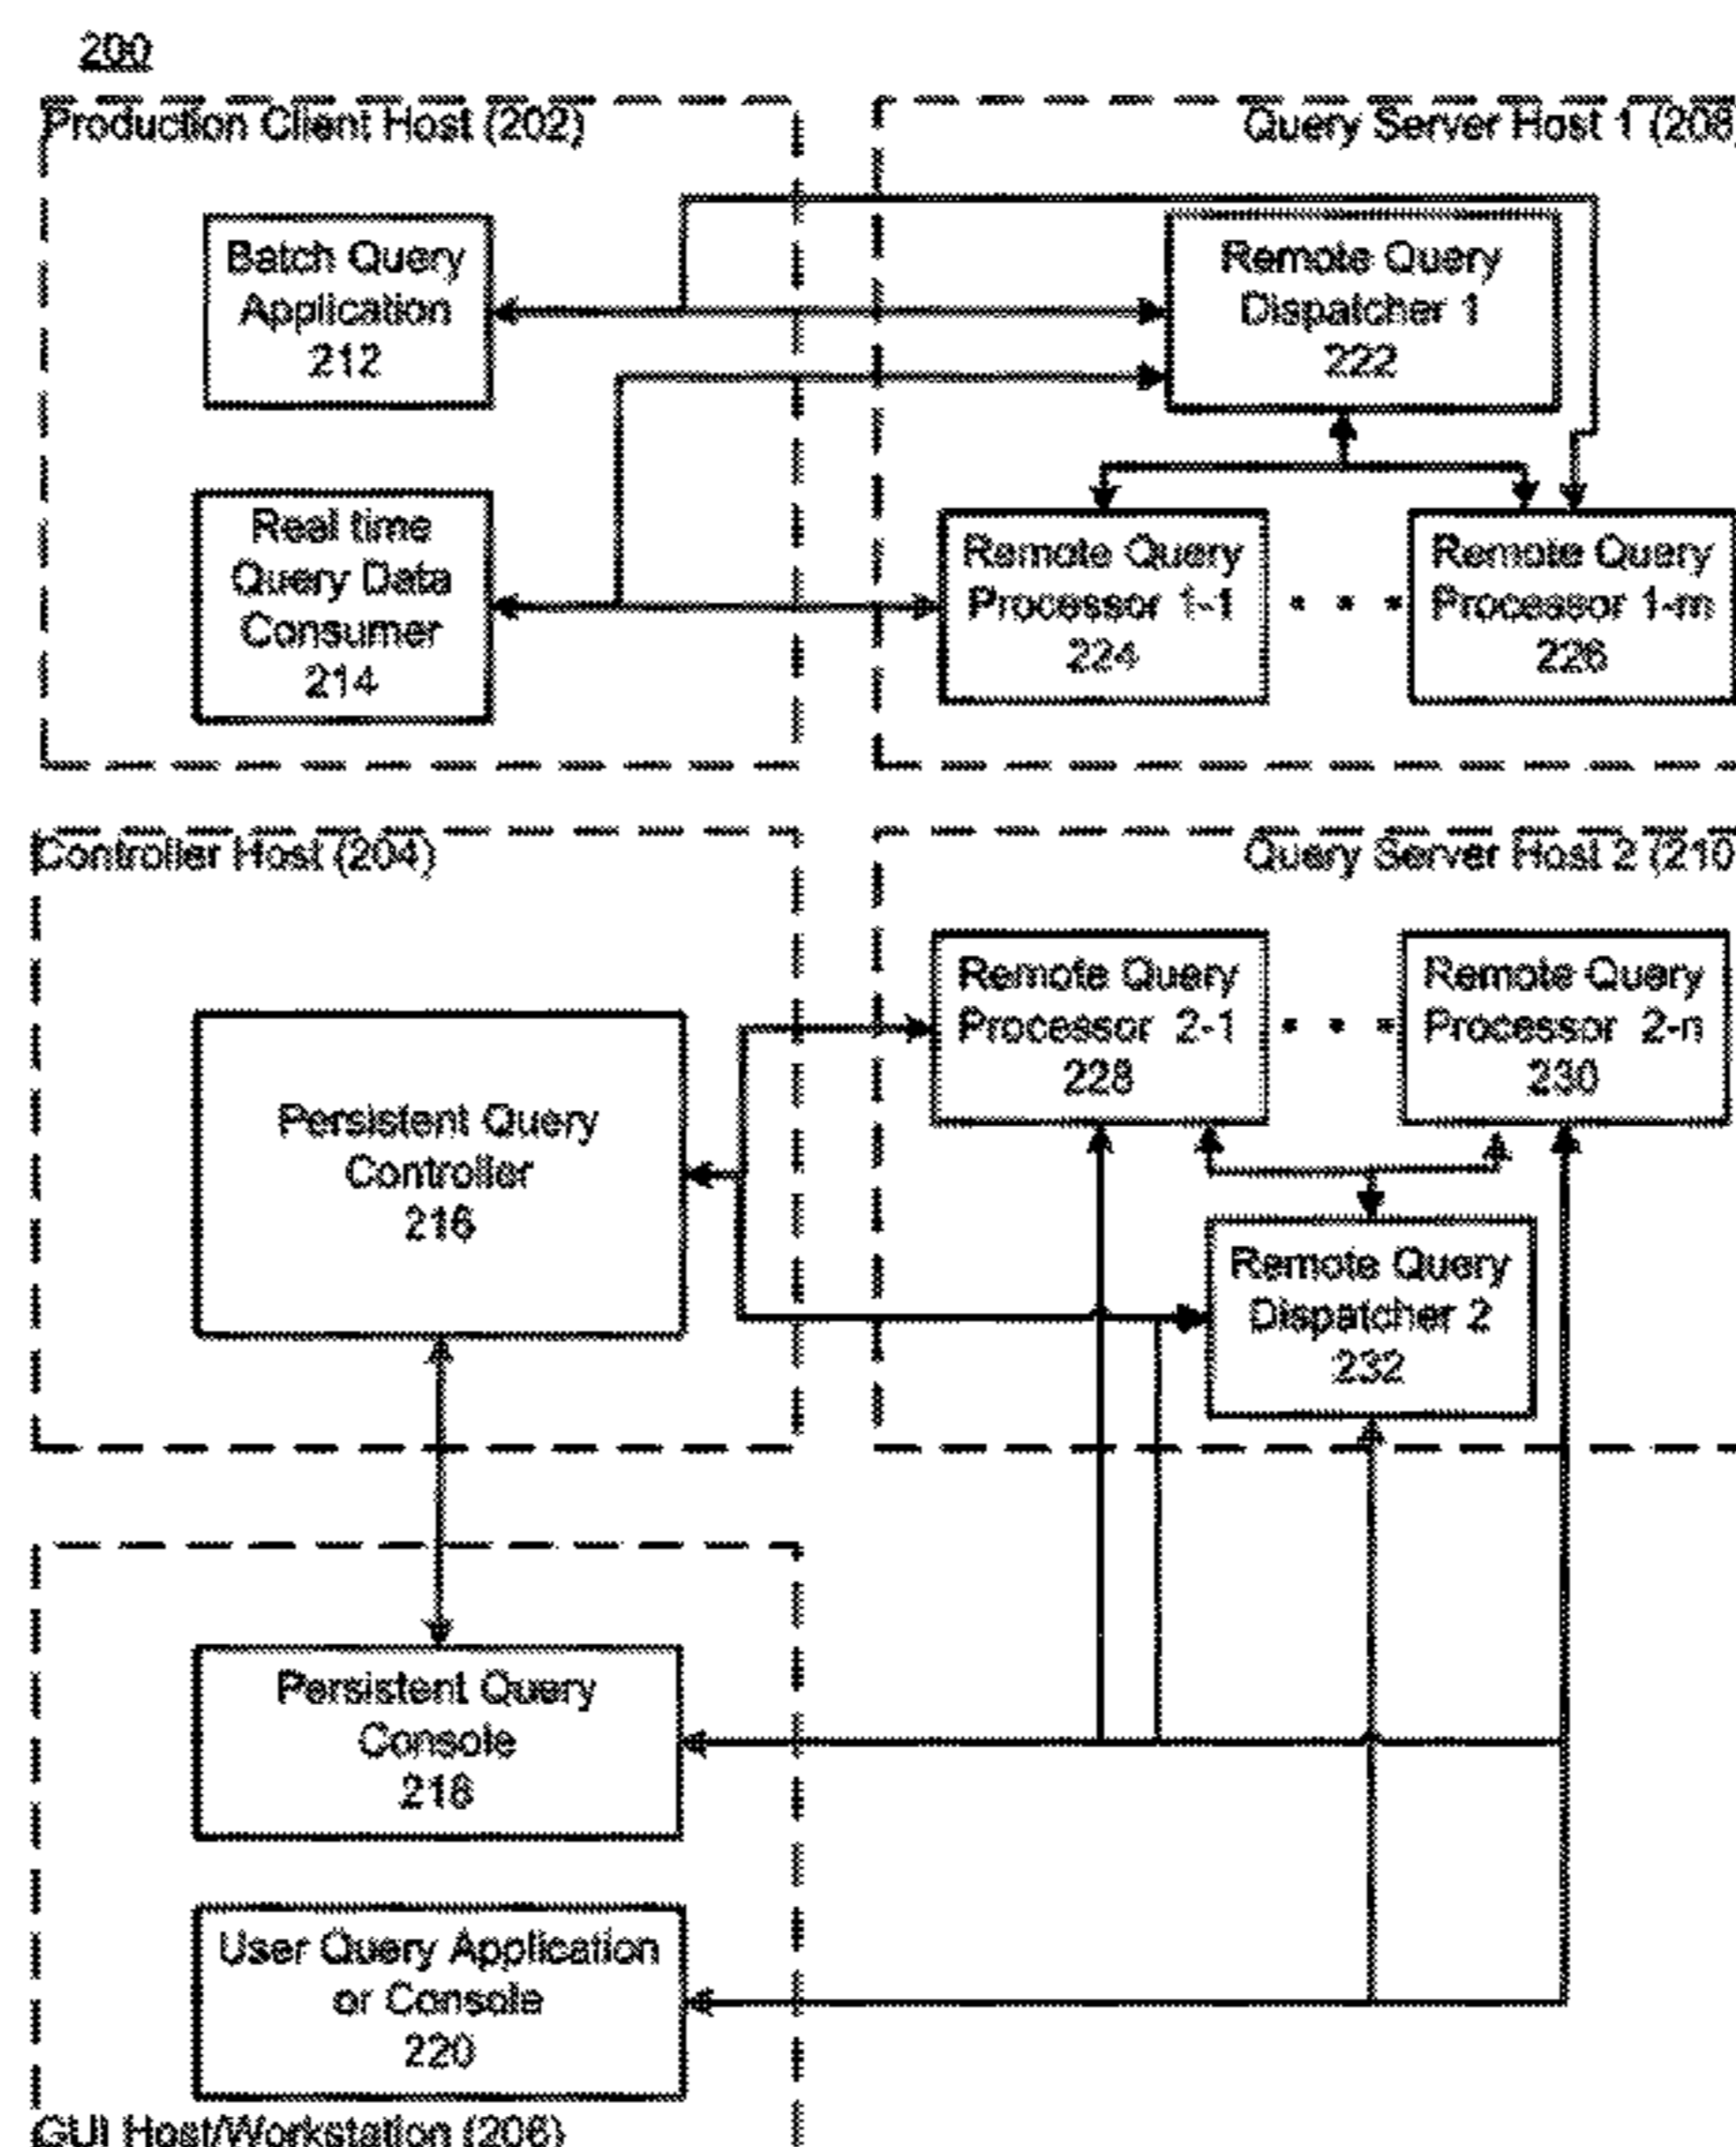 200
Production Client Host (202)
Query Server Host 1 (208
Batch Query
Application
212
Remote Query
Dispatcher 1
222
Real time
Query Data
Consumer
214
Remote Query
Processor 1-1
224
Remote Query
Processor 1-m
226
Controller Host (204)
Query Server Host 2 (210
Remote Query
Processor 2-1
228
Remote Query
Processor 2-n
230
Persistent Query
Controller
216
Remote Query
Dispatcher 2
232
Persistent Query
Console
218
User Query Application
or Console
220
GUI Host/Workstation (206)